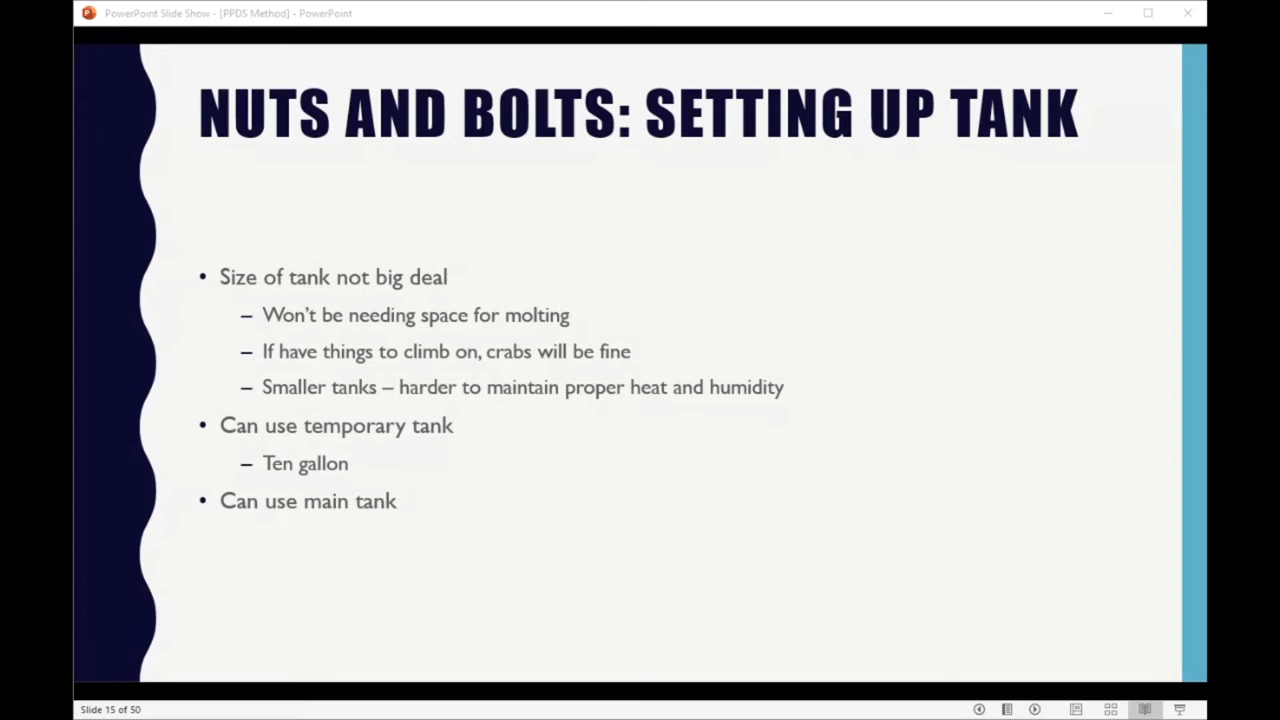 PowerPoint Slide Show - [PPDS Method] - PowerPoint
NUTS AND BOLTS: SETTING UP TANK
• Size of tank not big deal
– Won't be needing space for molting
– If have things to climb on, crabs will be fine
– Smaller tanks – harder to maintain proper heat and humidity
• Can use temporary tank
– Ten gallon
• Can use main tank
Slide 15 of 50